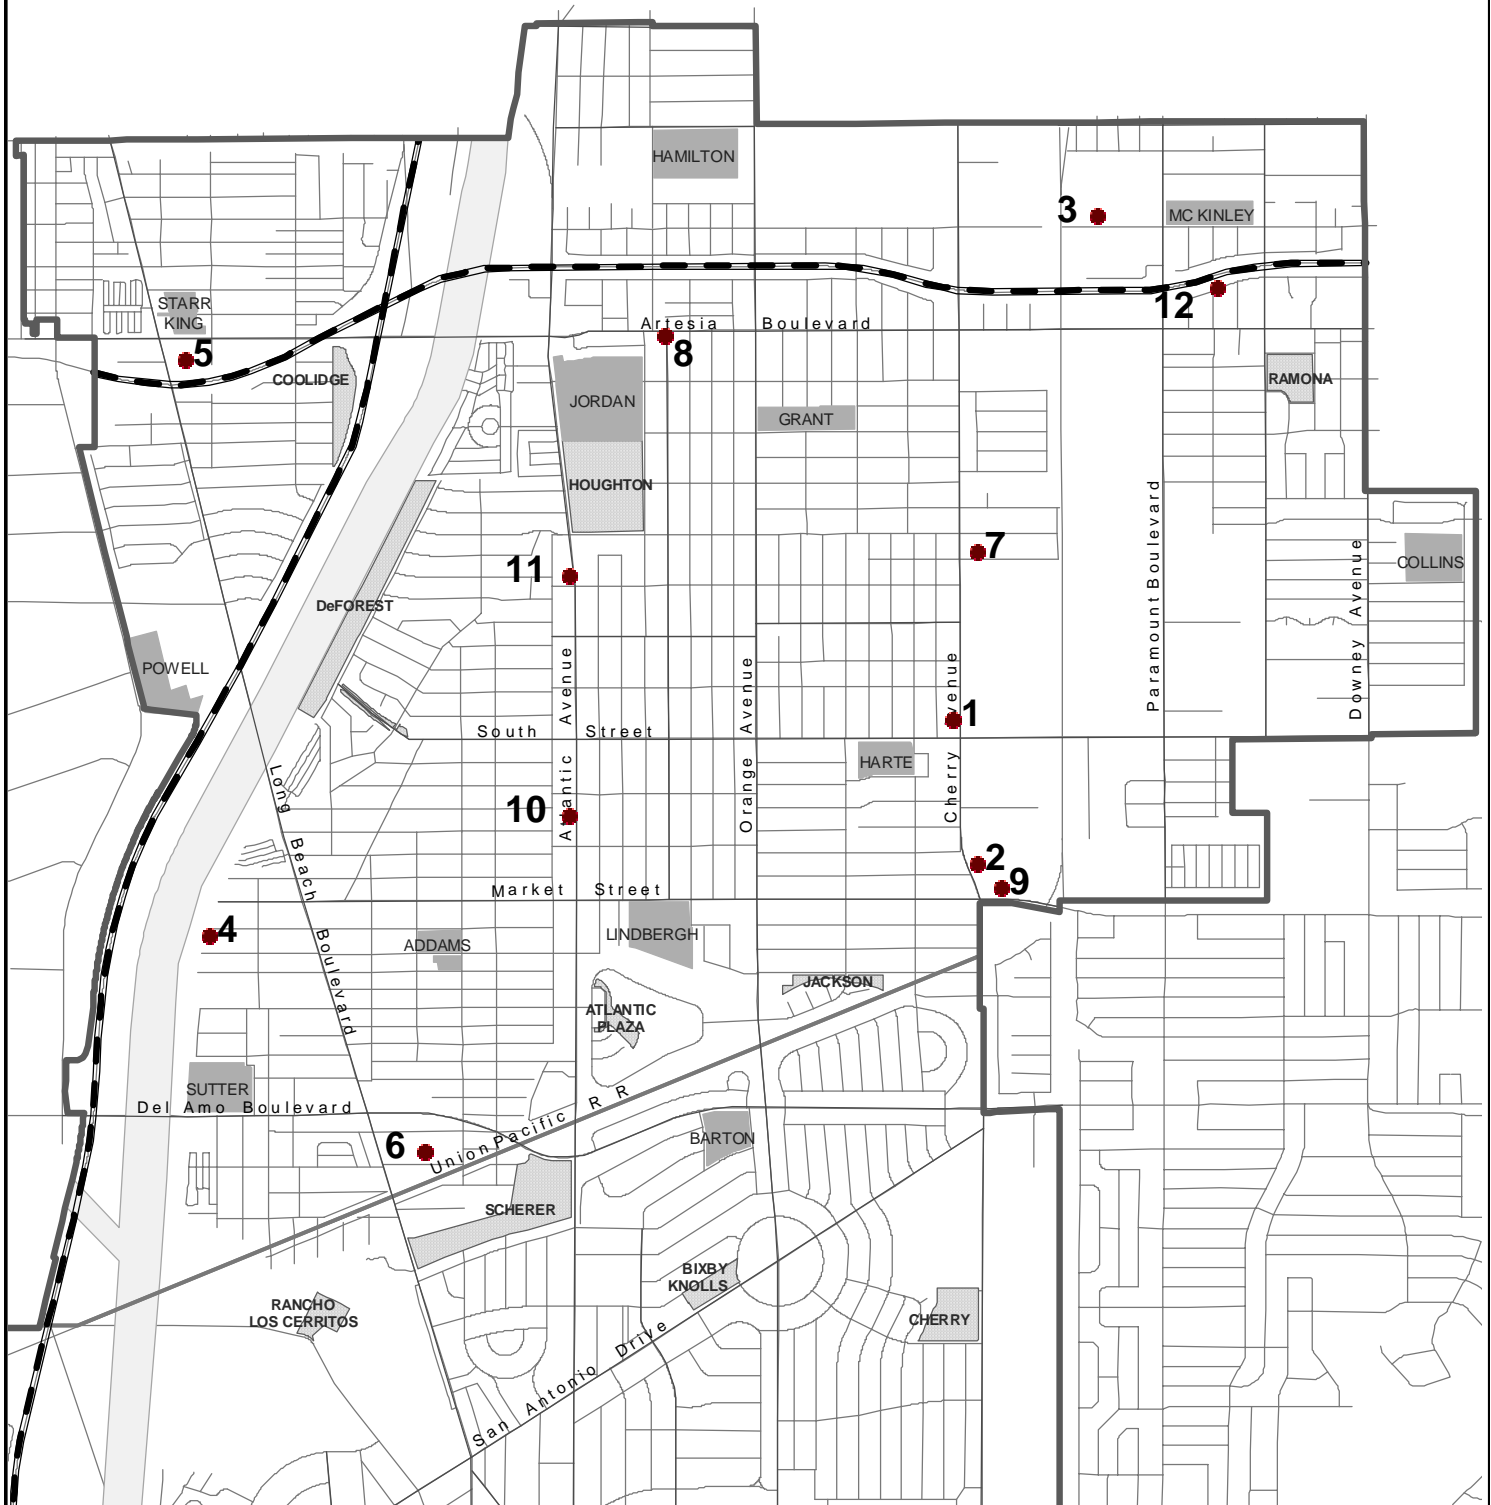 HAMILTON
3
MC KINLEY
12
STARR
KING
Artesia Boulevard
5
8
COOLIDGE
RAMONA
JORDAN
GRANT
HOUGHTON
Paramount Boulevard
7
11
COLLINS
DeFOREST
Downey Avenue
POWELL
Atlantic Avenue
Orange Avenue
Cherry Avenue
1
South Street
HARTE
Long Beach Boulevard
10
2
9
Market Street
4
ADDAMS
LINDBERGH
JACKSON
ATLANTIC
PLAZA
SUTTER
Del Amo Boulevard
Union Pacific R R
6
BARTON
SCHERER
BIXBY
KNOLLS
RANCHO
LOS CERRITOS
CHERRY
San Antonio Drive